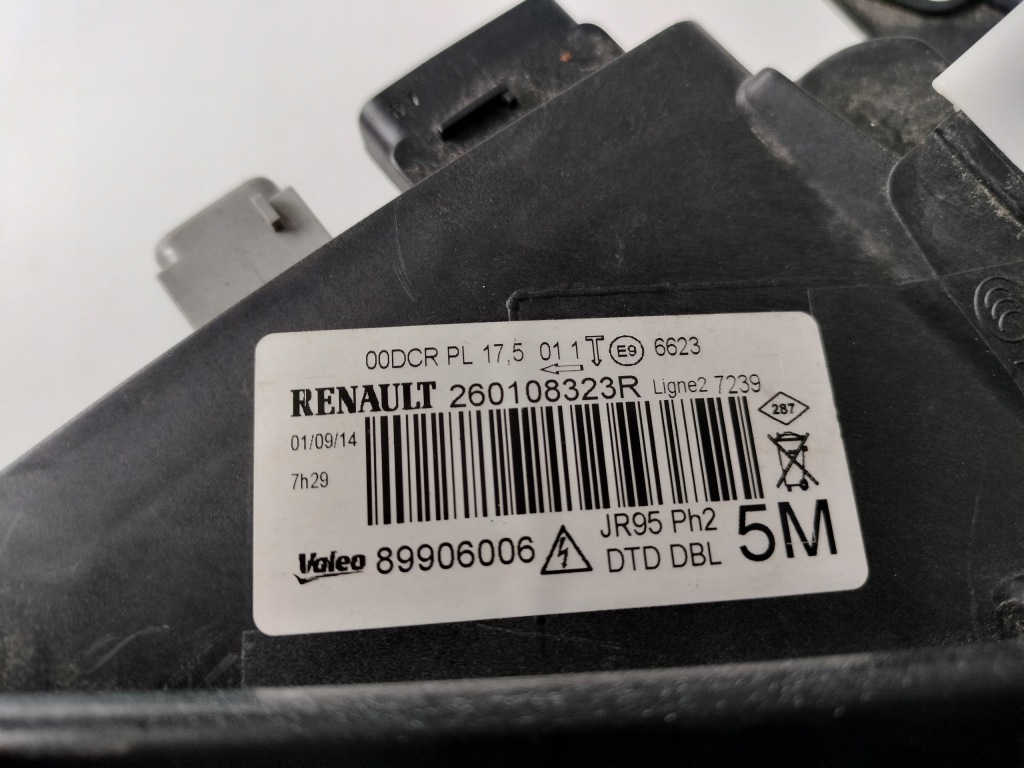 00DCR PL 17,5 01 1 E9 6623
RENAULT 260108323R Ligne2 7239
287
01/09/14
7h29
Valeo 89906006 JR95 Ph2 5M
DTD DBL